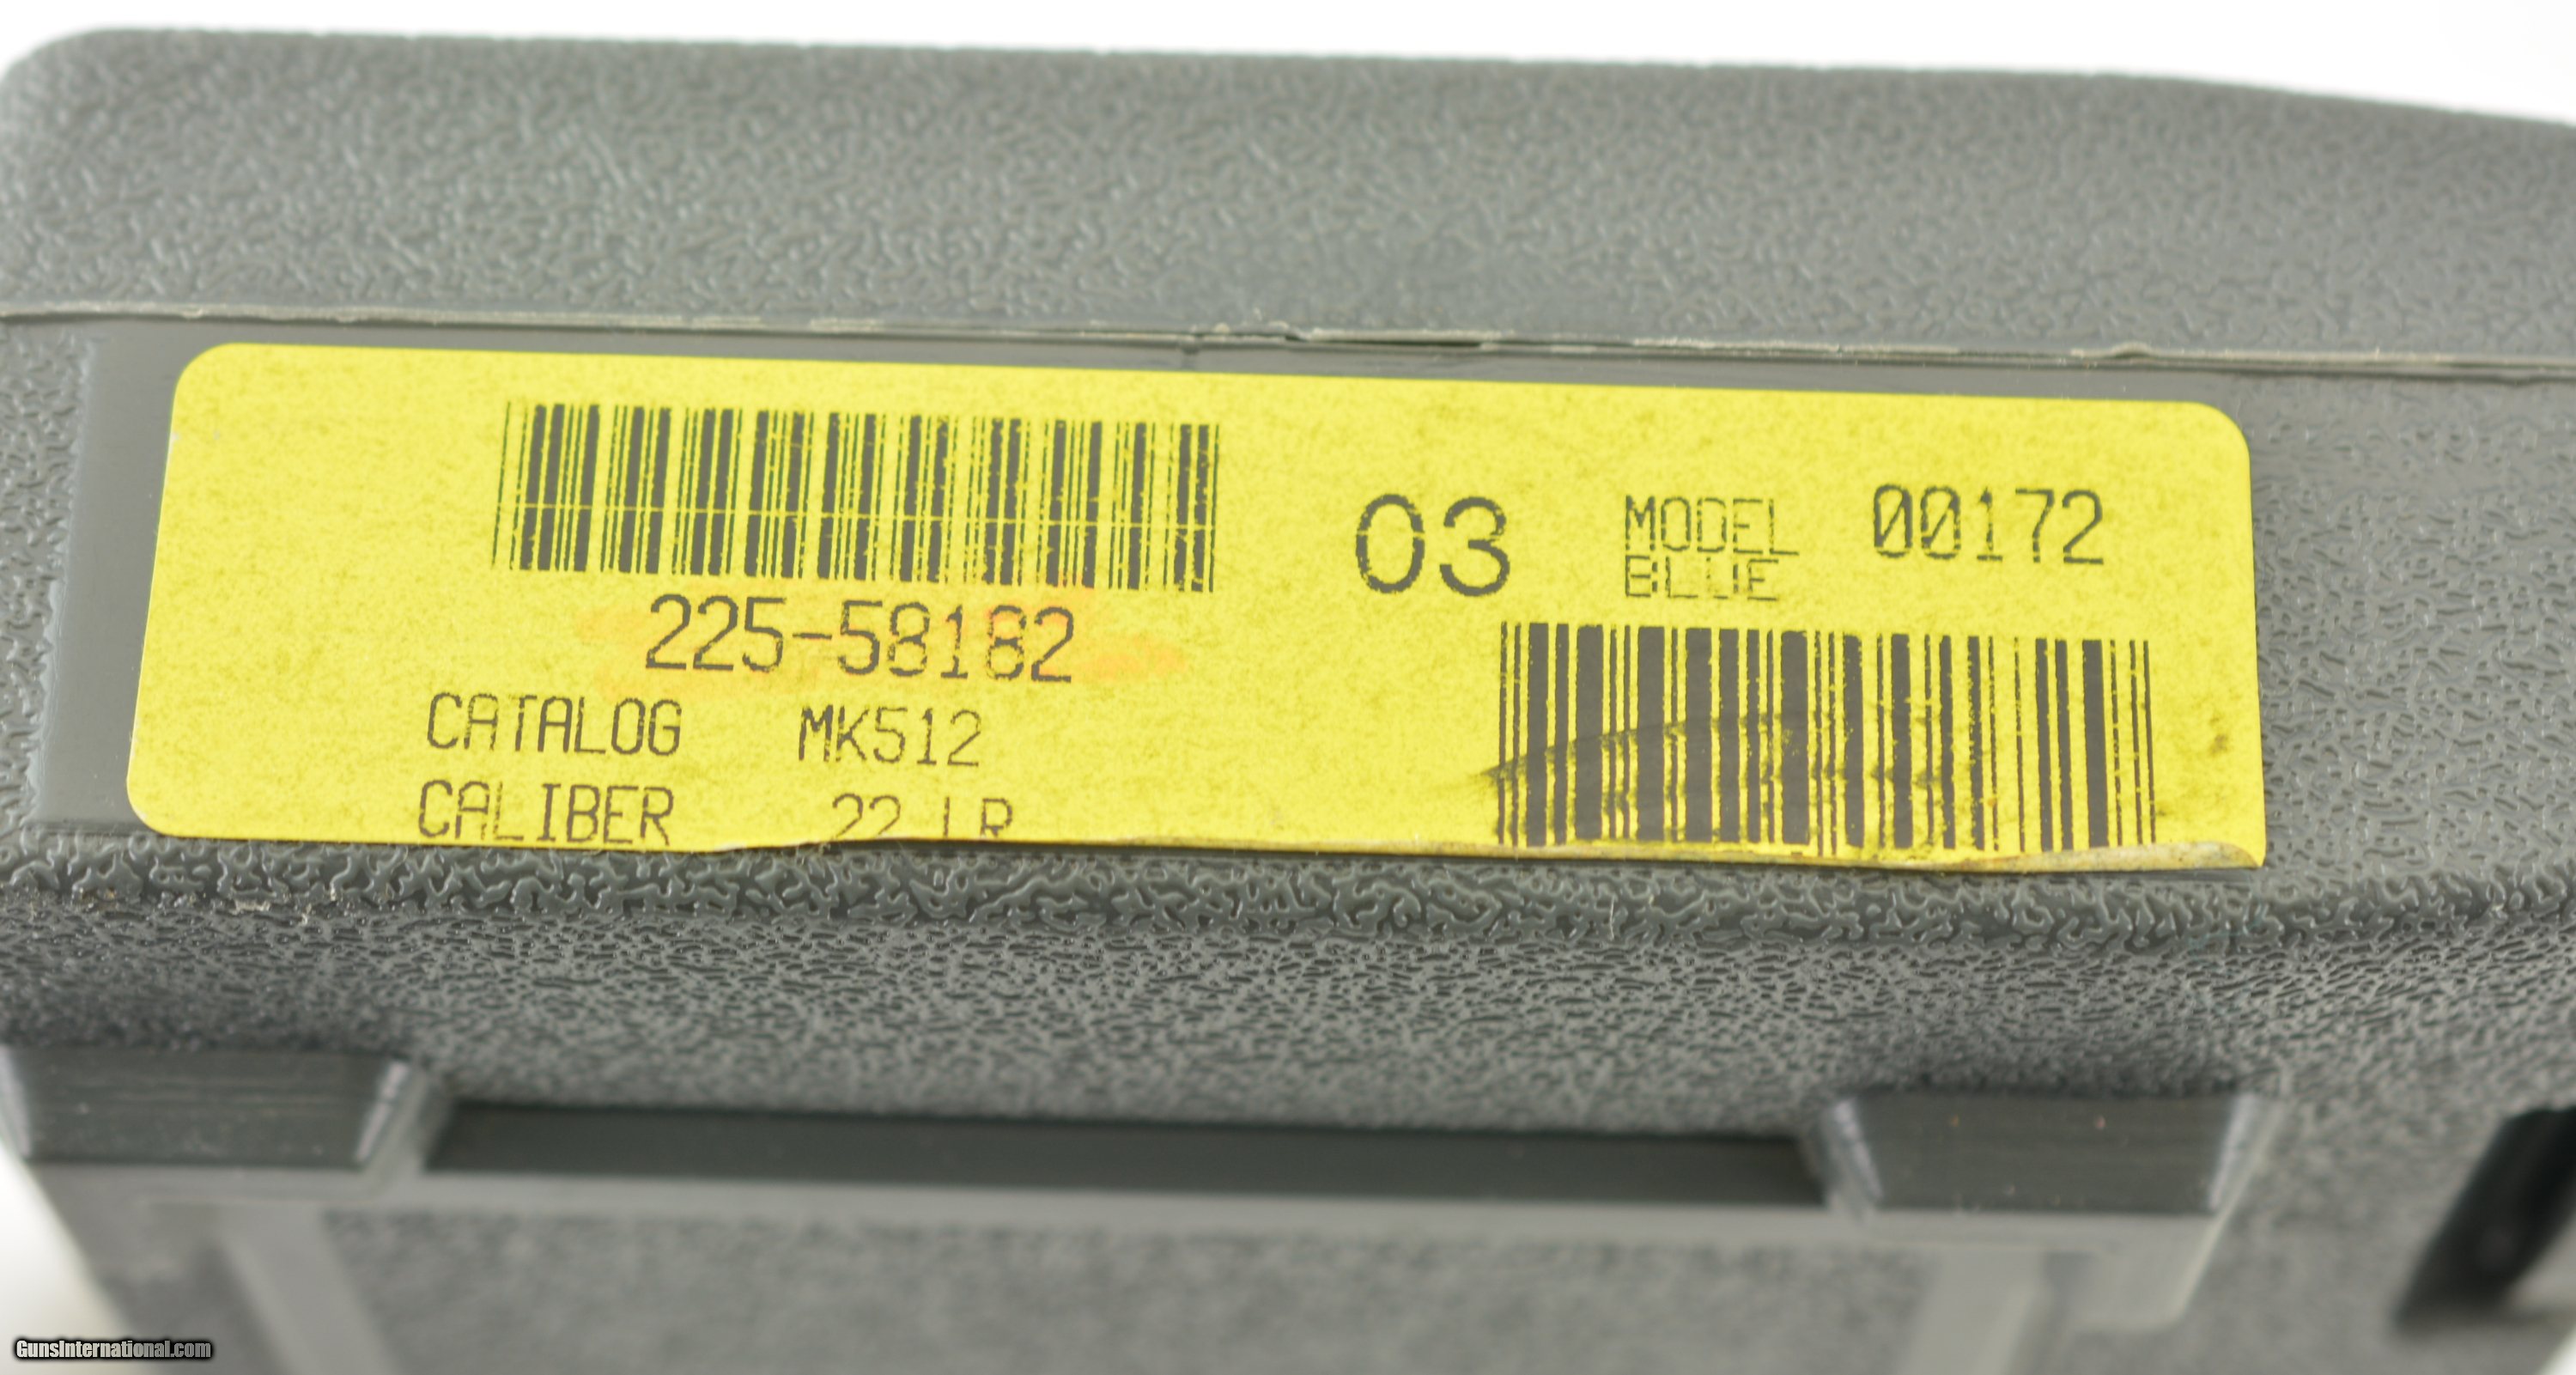 225-58182
CATALOG MK512
CALIBER 22 LR
03
MODEL 00172
BLUE
GunsInternational.com